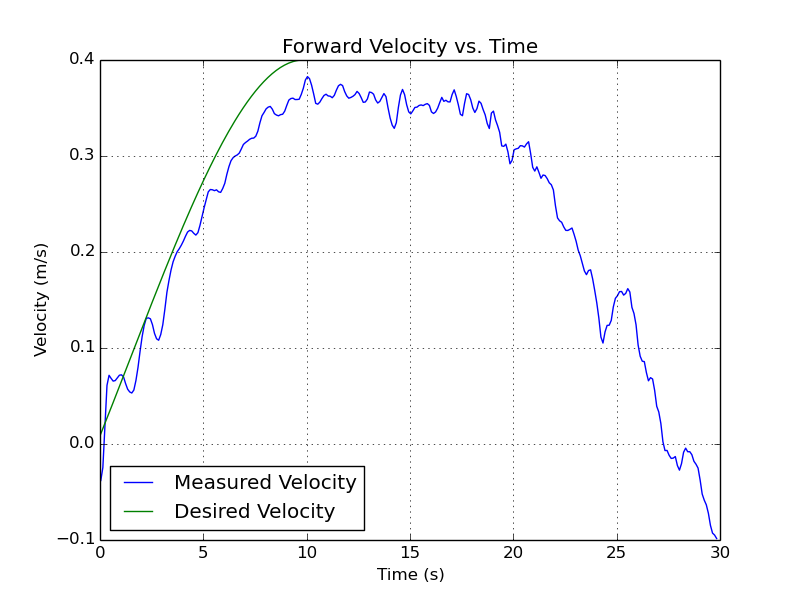 Forward Velocity vs. Time
0.4
0.3
0.2
0.1
0.0
−0.1
Velocity (m/s)
Measured Velocity
Desired Velocity
0 5 10 15 20 25 30
Time (s)